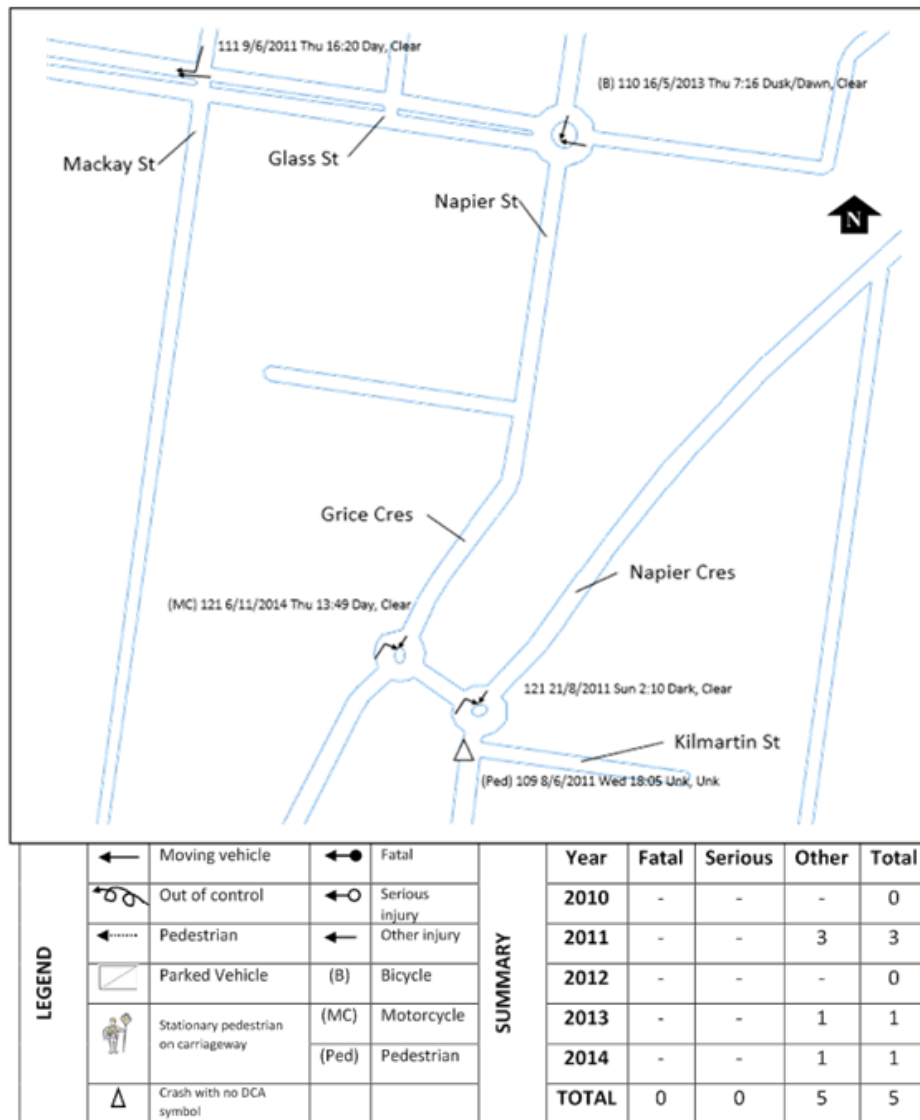 111 9/6/2011 Thu 16:20 Day, Clear
(B) 110 16/5/2013 Thu 7:16 Dusk/Dawn, Clear
Mackay St
Glass St
Napier St
N
Grice Cres
Napier Cres
(MC) 121 6/11/2014 Thu 13:49 Day, Clear
121 21/8/2011 Sun 2:10 Dark, Clear
Kilmartin St
(Ped) 109 8/6/2011 Wed 18:05 Unk, Unk
LEGEND
Moving vehicle
Fatal
Out of control
Serious
injury
Pedestrian
Other injury
Parked Vehicle
(B) Bicycle
Stationary pedestrian
on carriageway
(MC) Motorcycle
(Ped) Pedestrian
Crash with no DCA
symbol
SUMMARY
Year Fatal Serious Other Total
2010 - - - 0
2011 - - 3 3
2012 - - - 0
2013 - - 1 1
2014 - - 1 1
TOTAL 0 0 5 5